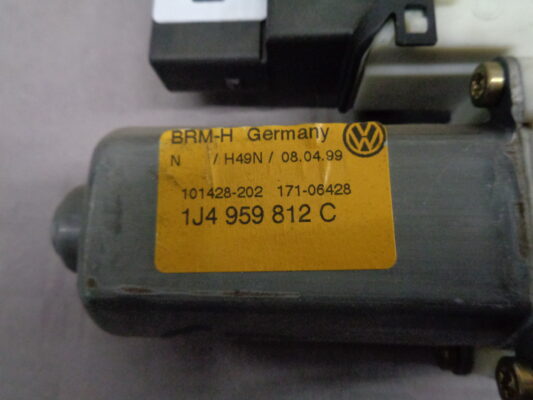 BRM-H Germany
N / H49N / 08.04.99
101428-202 171-06428
1J4 959 812 C